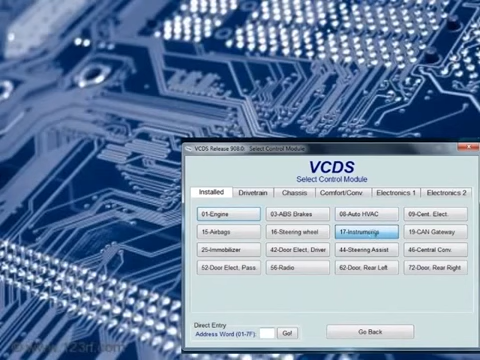 VCDS Release 908.0: Select Control Module
VCDS
Select Control Module
Installed Drivetrain Chassis Comfort/Conv. Electronics 1 Electronics 2
01-Engine 03-ABS Brakes 08-Auto HVAC 09-Cent. Elect.
15-Airbags 16-Steering wheel 17-Instruments 19-CAN Gateway
25-Immobilizer 42-Door Elect, Driver 44-Steering Assist 46-Central Conv.
52-Door Elect, Pass. 56-Radio 62-Door, Rear Left 72-Door, Rear Right
Direct Entry
Address Word (01-7F): Go! Go Back